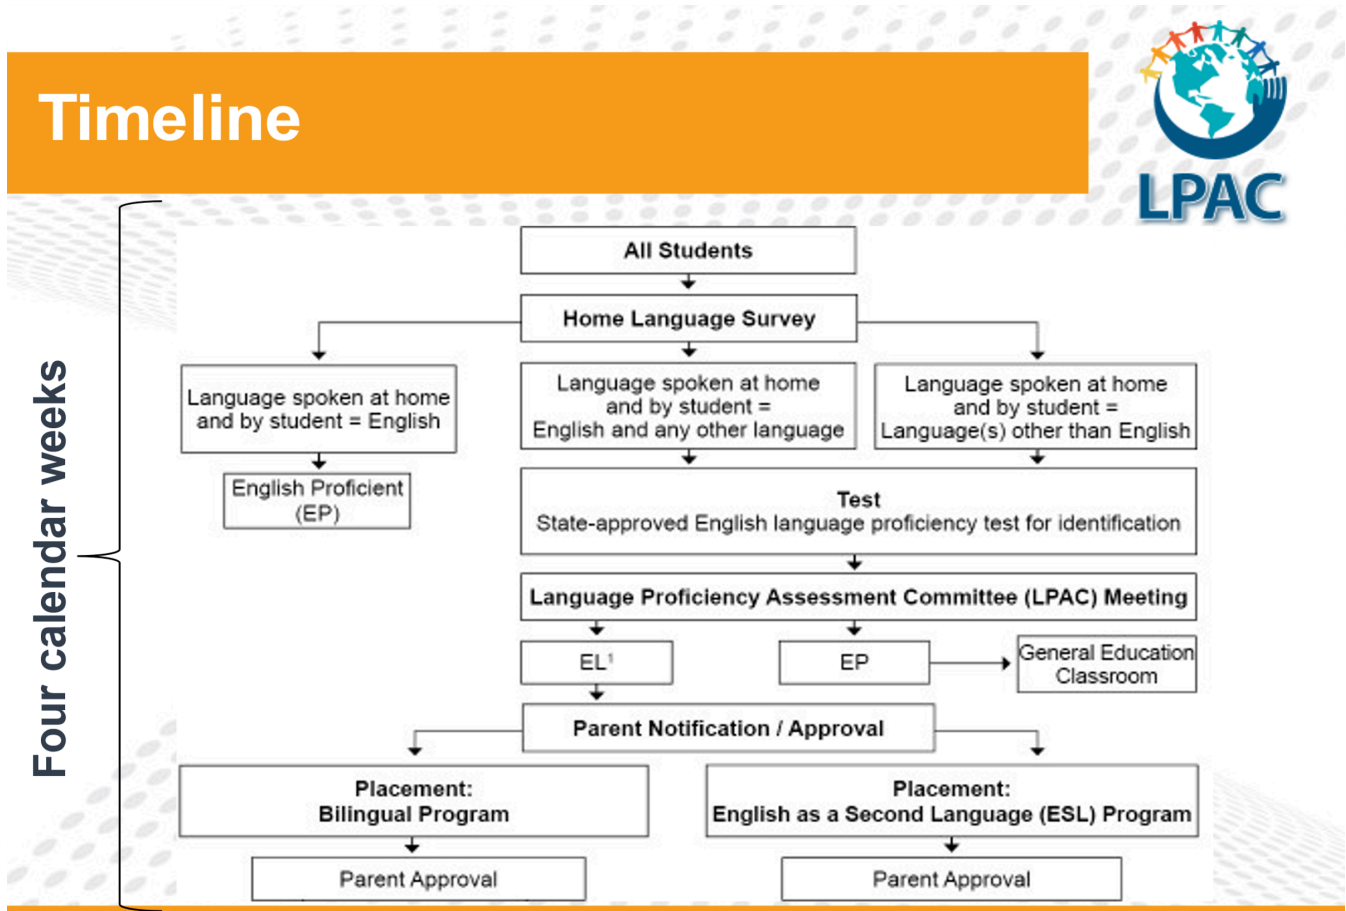 Timeline
LPAC
Four calendar weeks
All Students
Home Language Survey
Language spoken at home
and by student = English
Language spoken at home
and by student =
English and any other language
Language spoken at home
and by student =
Language(s) other than English
English Proficient
(EP)
Test
State-approved English language proficiency test for identification
Language Proficiency Assessment Committee (LPAC) Meeting
EL¹
EP
General Education
Classroom
Parent Notification / Approval
Placement:
Bilingual Program
Placement:
English as a Second Language (ESL) Program
Parent Approval
Parent Approval